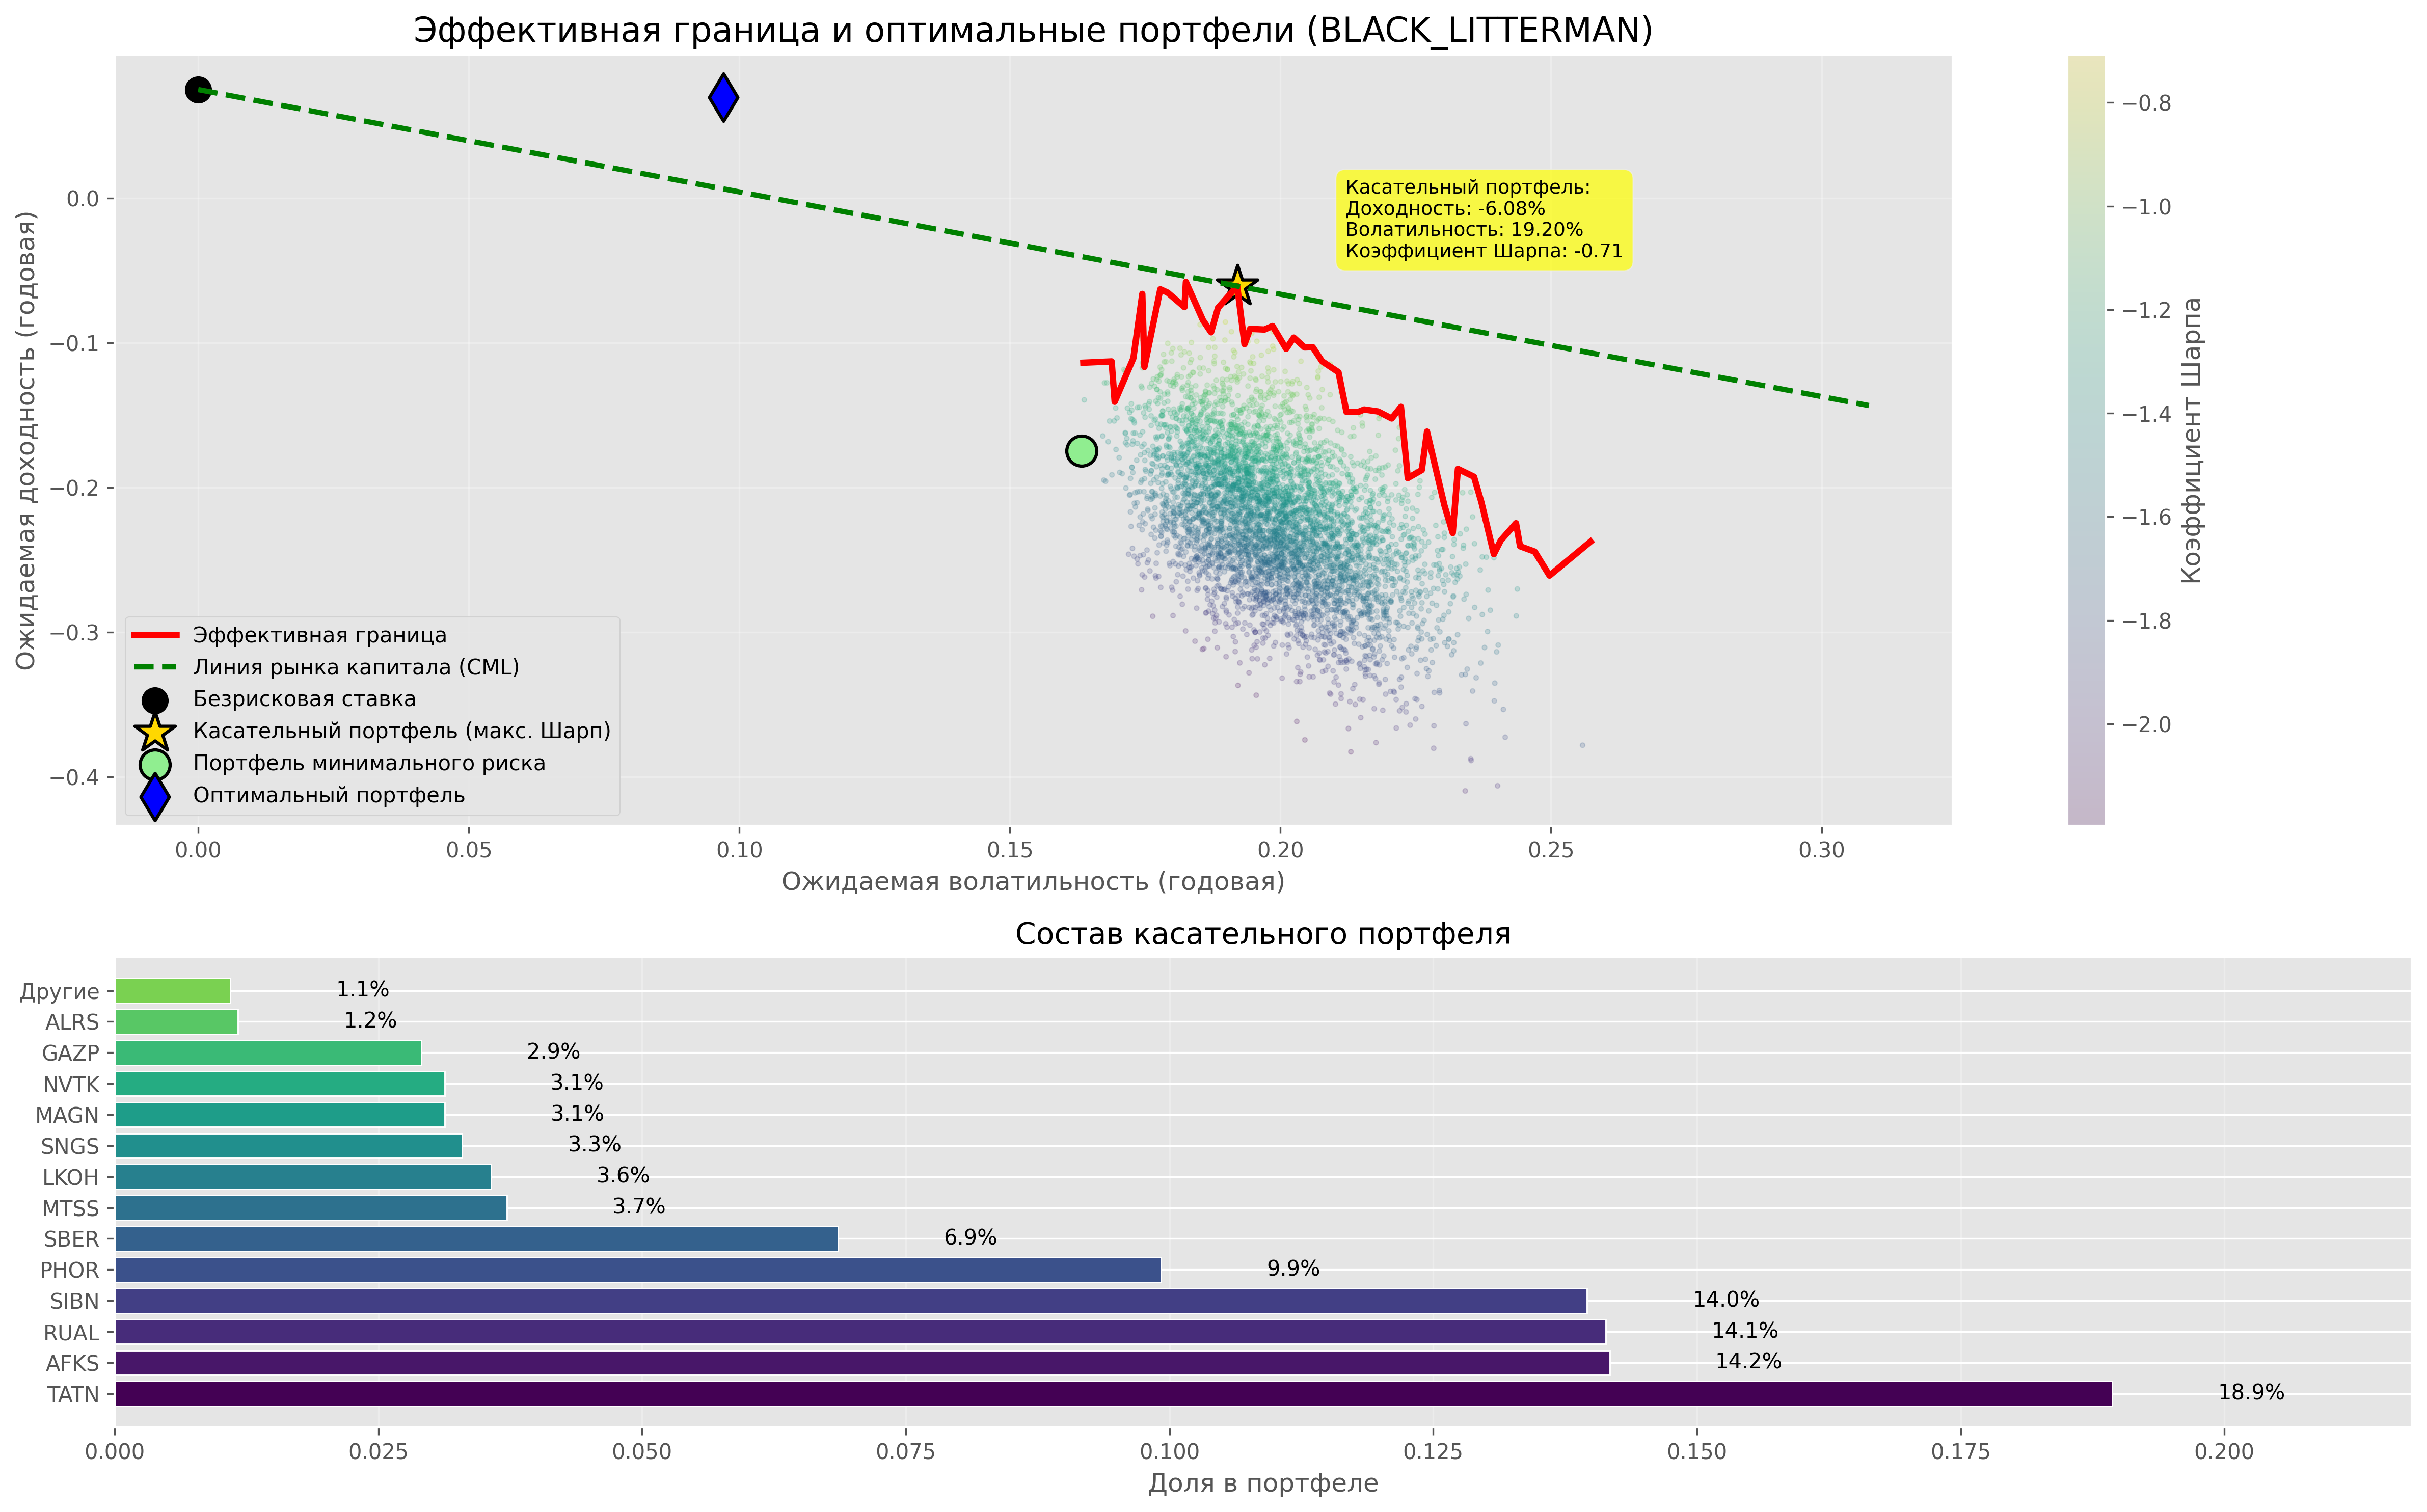 Эффективная граница и оптимальные портфели (BLACK_LITTERMAN)
Ожидаемая доходность (годовая)
0.0
−0.1
−0.2
−0.3
−0.4
Касательный портфель:
Доходность: -6.08%
Волатильность: 19.20%
Коэффициент Шарпа: -0.71
Эффективная граница
Линия рынка капитала (CML)
Безрисковая ставка
Касательный портфель (макс. Шарп)
Портфель минимального риска
Оптимальный портфель
0.00 0.05 0.10 0.15 0.20 0.25 0.30
Ожидаемая волатильность (годовая)
−0.8
−1.0
−1.2
−1.4
−1.6
−1.8
−2.0
Коэффициент Шарпа
Состав касательного портфеля
Другие 1.1%
ALRS 1.2%
GAZP 2.9%
NVTK 3.1%
MAGN 3.1%
SNGS 3.3%
LKOH 3.6%
MTSS 3.7%
SBER 6.9%
PHOR 9.9%
SIBN 14.0%
RUAL 14.1%
AFKS 14.2%
TATN 18.9%
0.000 0.025 0.050 0.075 0.100 0.125 0.150 0.175 0.200
Доля в портфеле